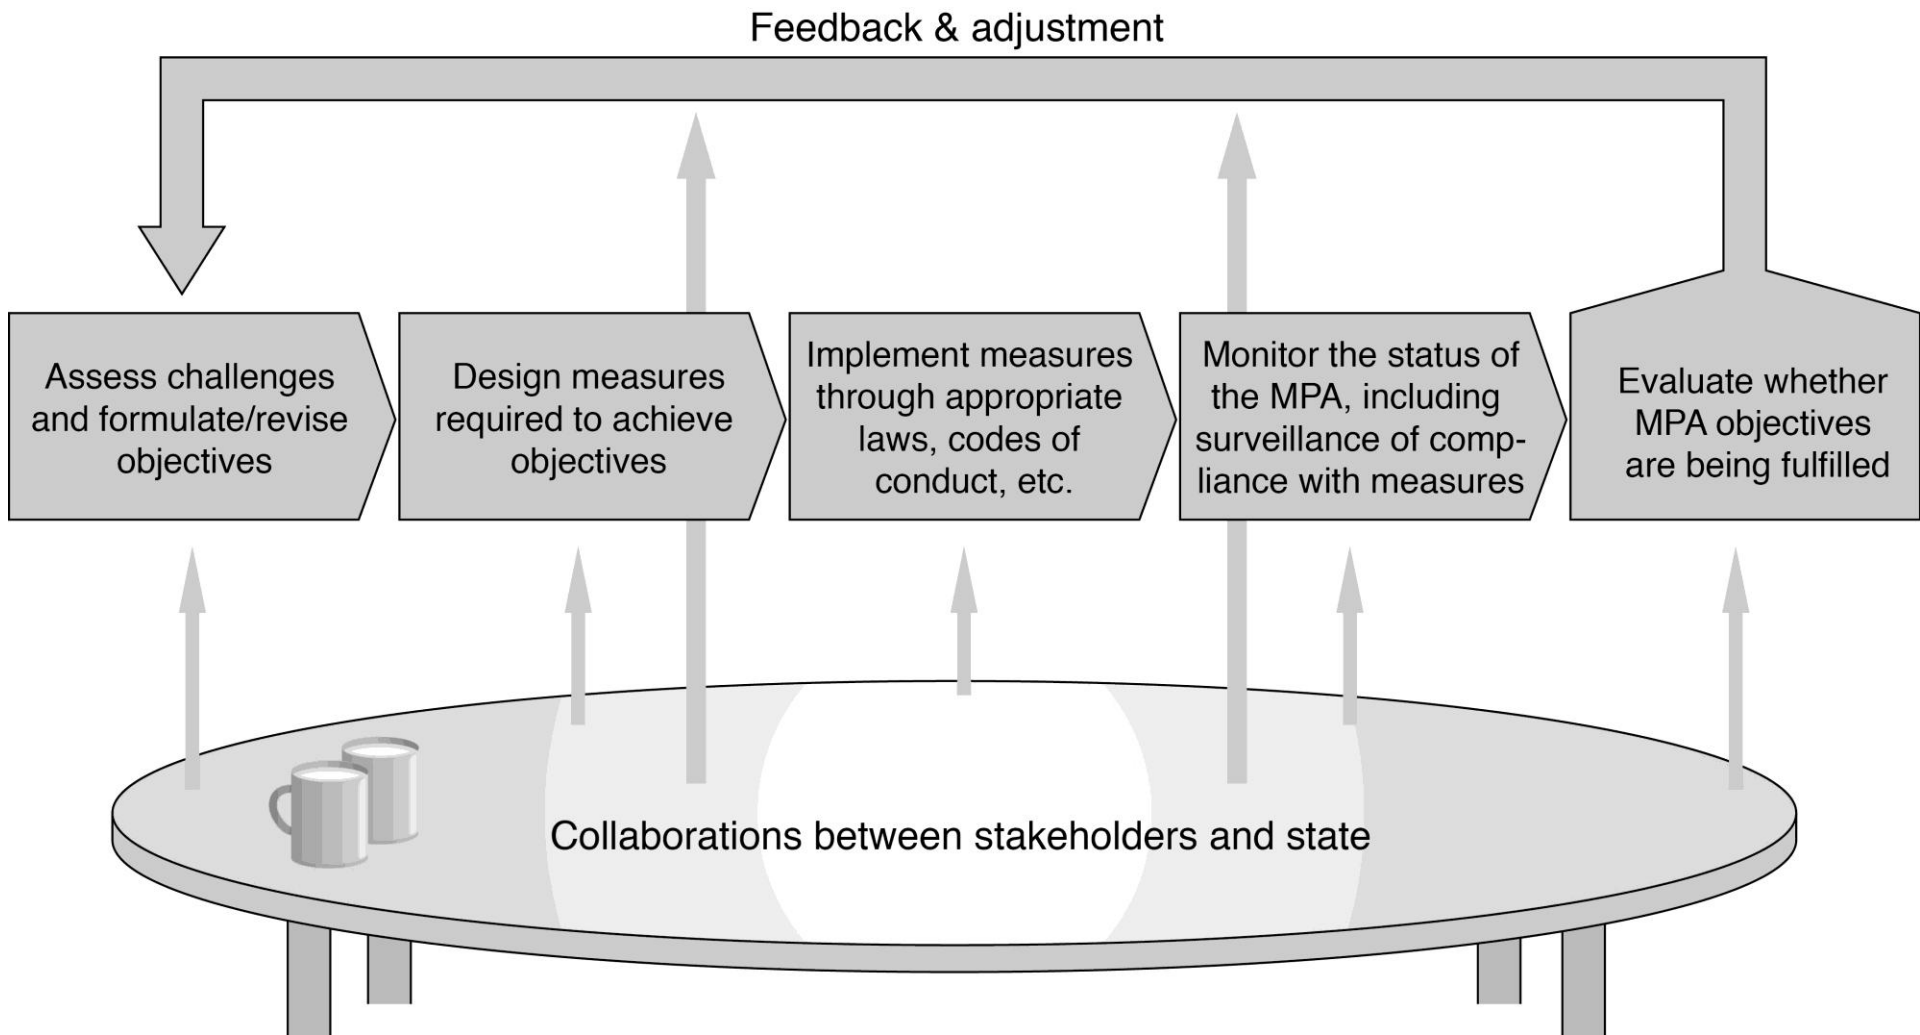 Feedback & adjustment
Assess challenges
and formulate/revise
objectives
Design measures
required to achieve
objectives
Implement measures
through appropriate
laws, codes of
conduct, etc.
Monitor the status of
the MPA, including
surveillance of comp-
liance with measures
Evaluate whether
MPA objectives
are being fulfilled
Collaborations between stakeholders and state